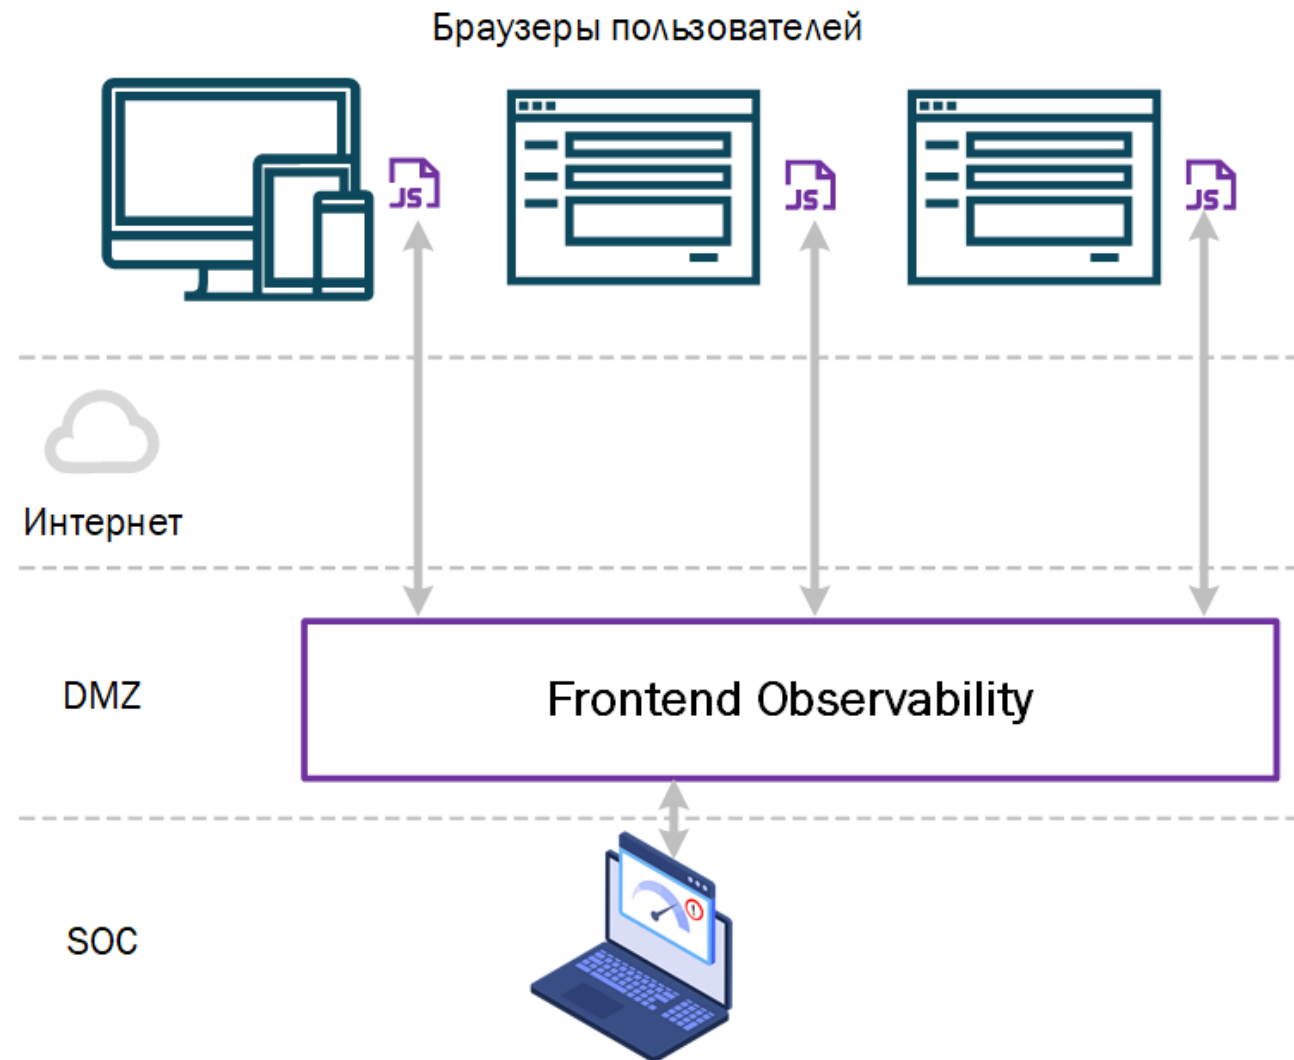 Браузеры пользователей
JS
JS
JS
Интернет
DMZ
Frontend Observability
!
SOC